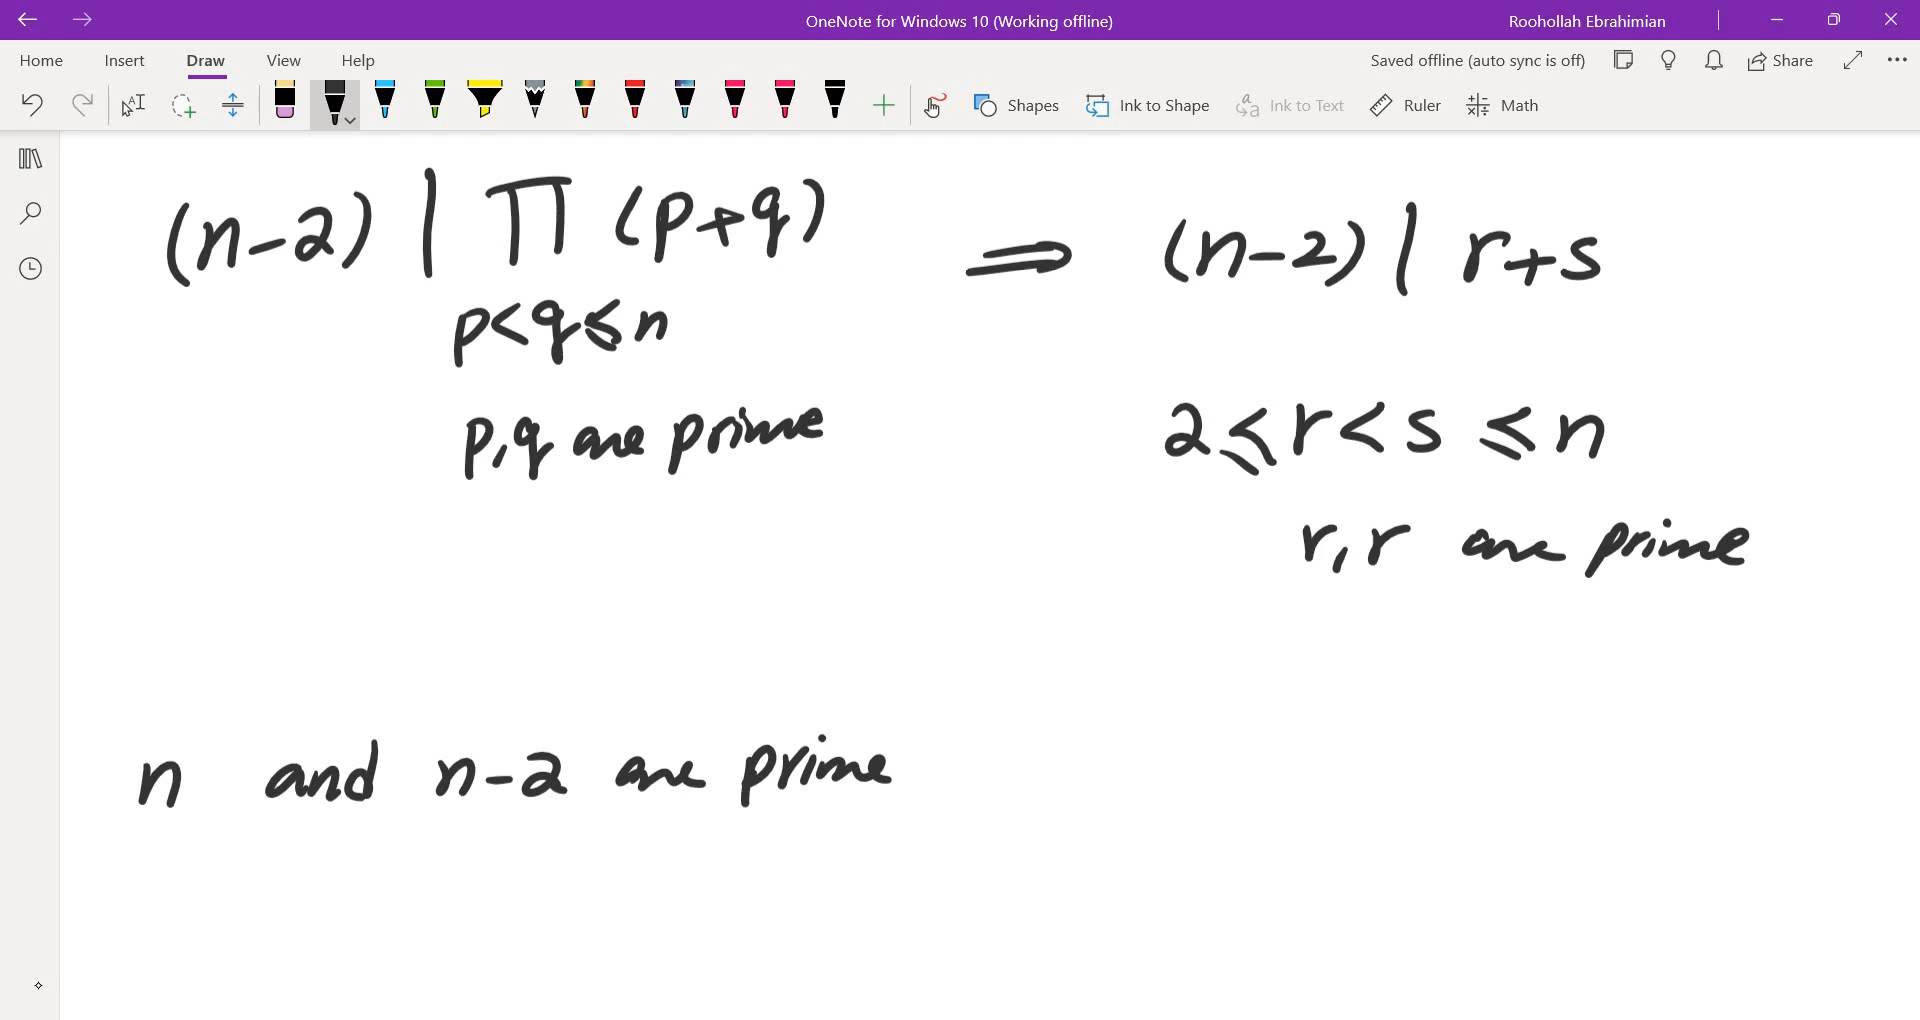 OneNote for Windows 10 (Working offline)
Roohollah Ebrahimian
Home Insert Draw View Help
Saved offline (auto sync is off) Share
Shapes Ink to Shape Ink to Text Ruler Math
(n-2) | ∏ (p+q) ⇒ (n-2) | r+s
p<q≤n
p,q are prime
2≤r<s≤n
r,r are prime
n and n-2 are prime